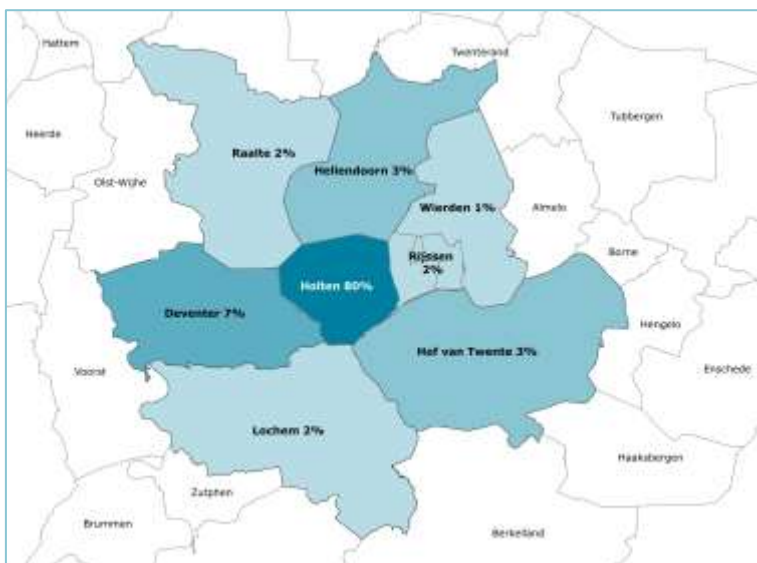 Hattem
Twenterand
Tubbergen
Heerde
Raalte 2%
Olst-Wijhe
Hellendoorn 3%
Wierden 1%
Almelo
Rijssen
2%
Borne
Holten 80%
Deventer 7%
Hengelo
Hof van Twente 3%
Enschede
Voorst
Lochem 2%
Haaksbergen
Zutphen
Brummen
Berkelland